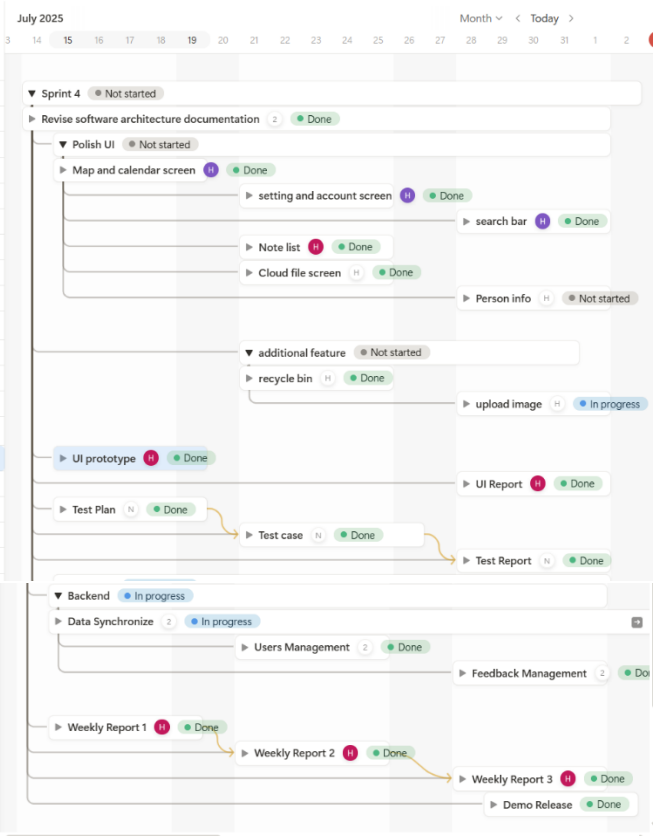 July 2025 Month Today
3 14 15 16 17 18 19 20 21 22 23 24 25 26 27 28 29 30 31 1 2
Sprint 4 Not started
Revise software architecture documentation 2 Done
Polish UI Not started
Map and calendar screen H Done
setting and account screen H Done
search bar H Done
Note list H Done
Cloud file screen H Done
Person info H Not started
additional feature Not started
recycle bin H Done
upload image H In progress
UI prototype H Done
UI Report H Done
Test Plan N Done
Test case N Done
Test Report N Done
Backend In progress
Data Synchronize 2 In progress
Users Management 2 Done
Feedback Management 2 Do
Weekly Report 1 H Done
Weekly Report 2 H Done
Weekly Report 3 H Done
Demo Release Done